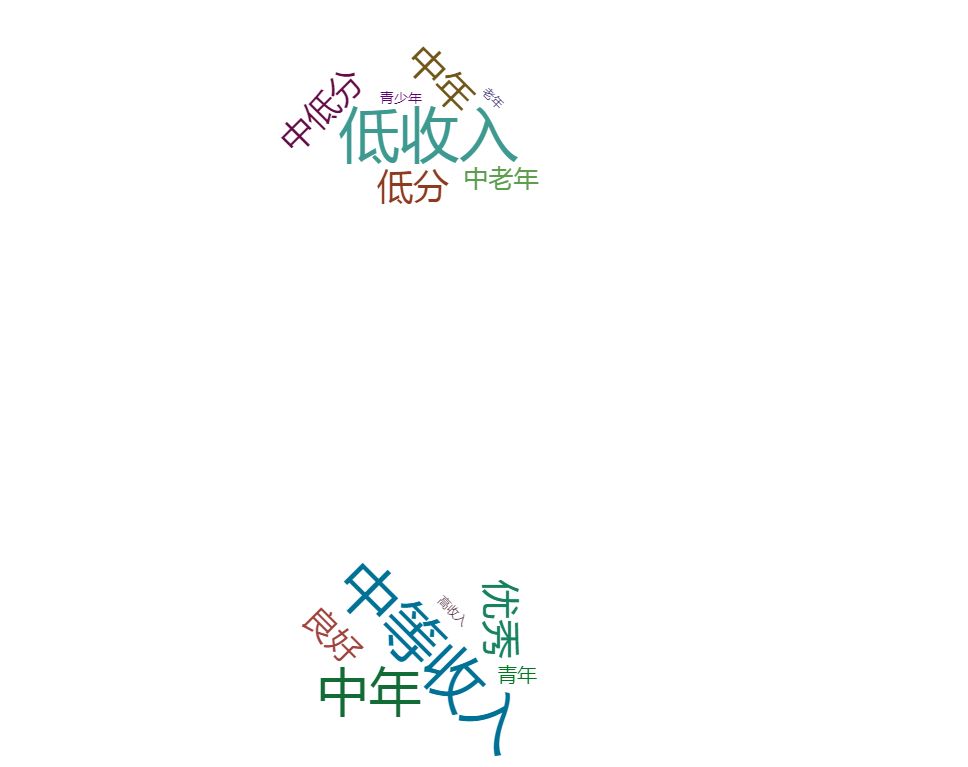 中年
老年
中低分
青少年
低收入
低分
中老年
中等收入
高收入
优秀
良好
中年
青年